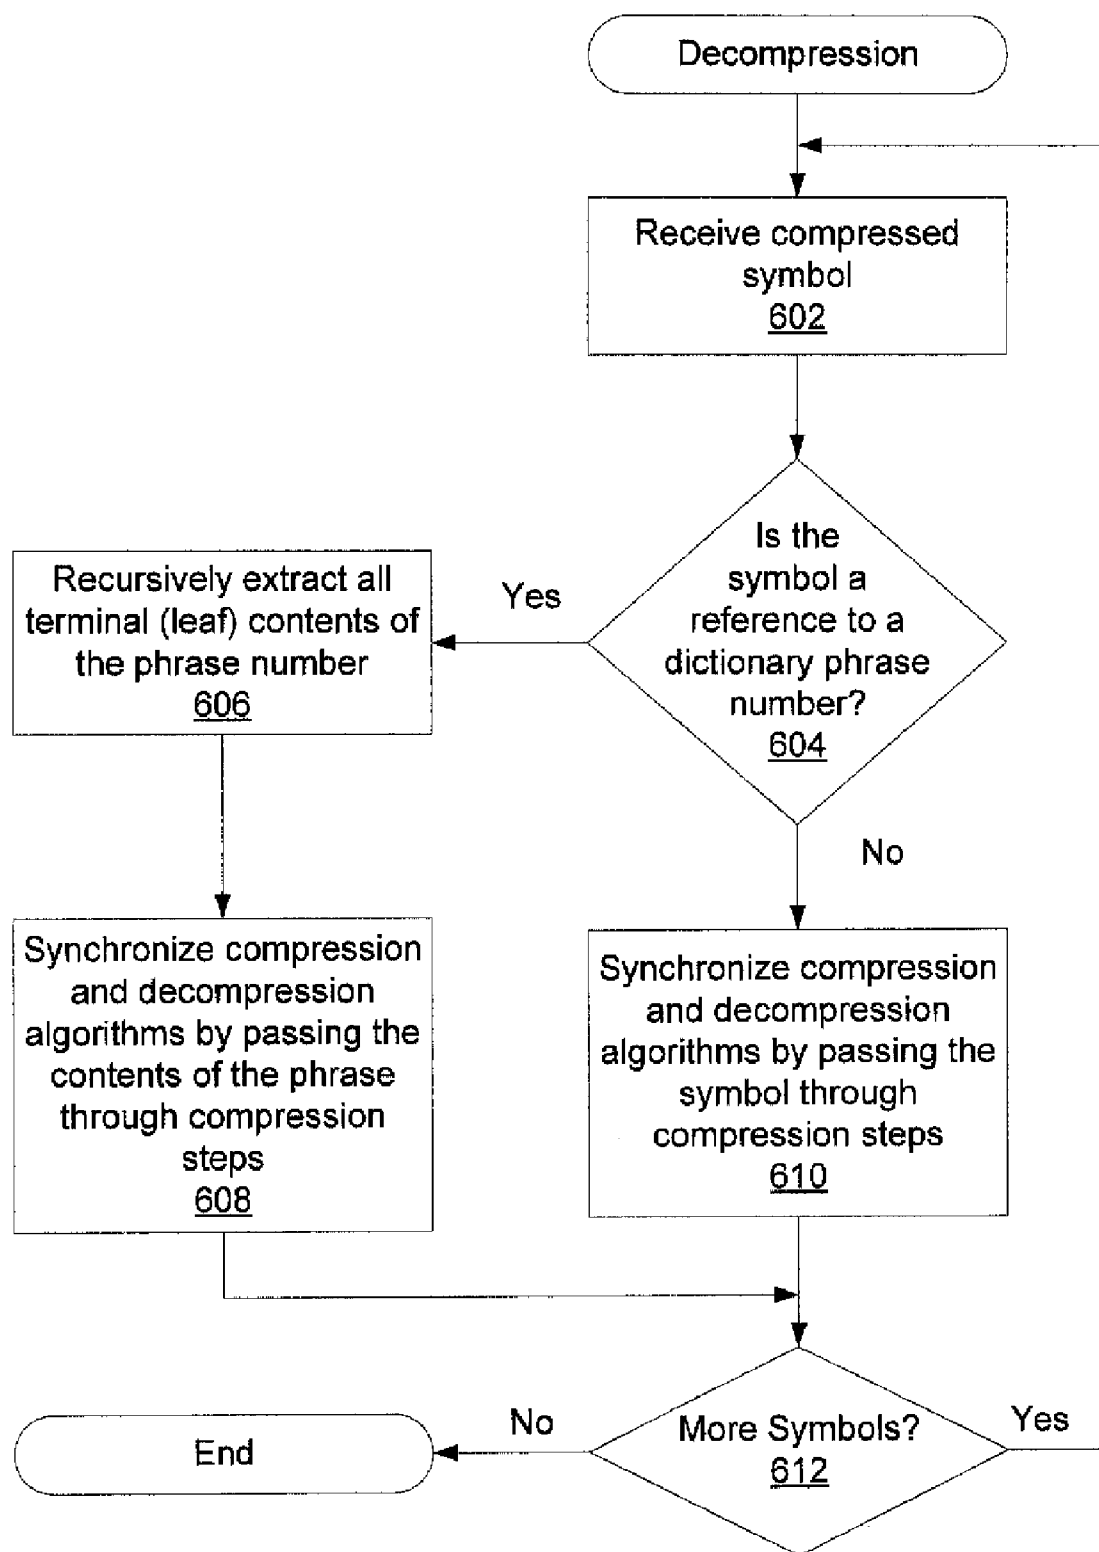 Decompression
Receive compressed
symbol
602
Is the
symbol a
reference to a
dictionary phrase
number?
604
Yes
Recursively extract all
terminal (leaf) contents of
the phrase number
606
No
Synchronize compression
and decompression
algorithms by passing the
contents of the phrase
through compression
steps
608
Synchronize compression
and decompression
algorithms by passing the
symbol through
compression steps
610
More Symbols?
612
No
Yes
End